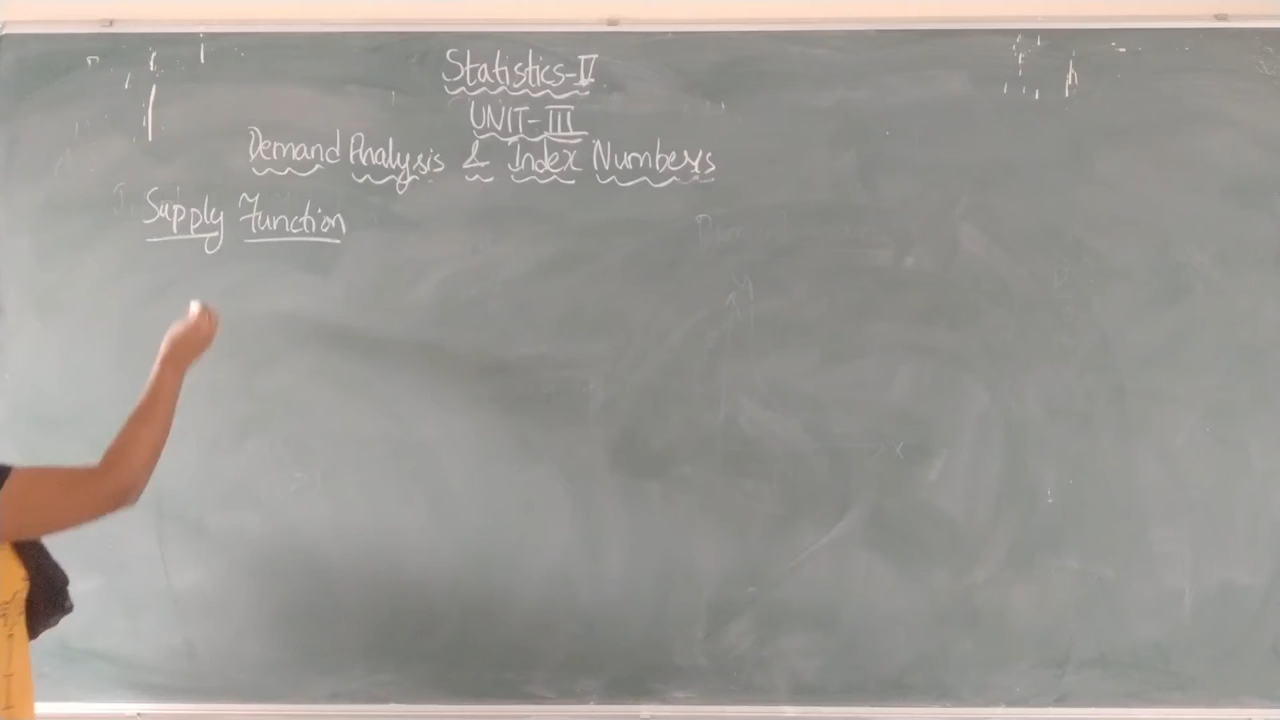 Statistics-IV
UNIT-III
Demand Analysis & Index Numbers
Supply Function